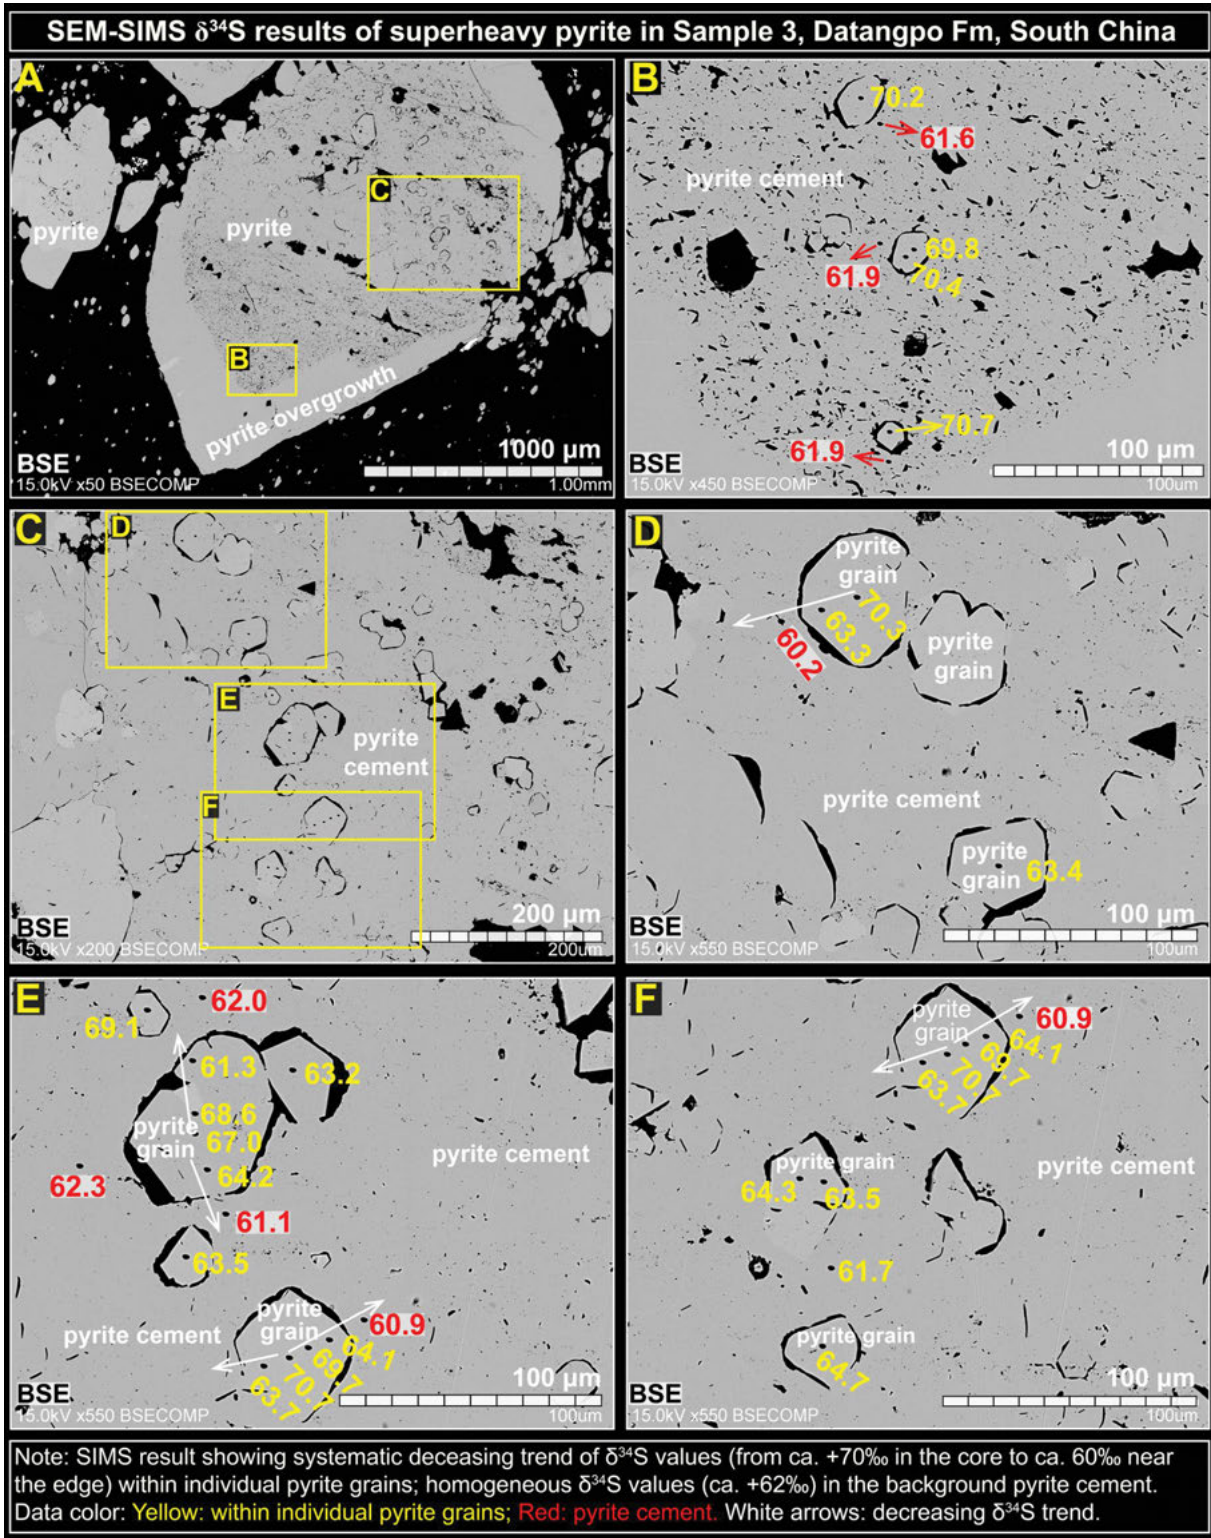 SEM-SIMS δ³⁴S results of superheavy pyrite in Sample 3, Datangpo Fm, South China
A
pyrite
pyrite
C
B
pyrite overgrowth
1000 µm
BSE
15.0kV x50 BSECOMP
1.00mm
B
70.2
61.6
pyrite cement
69.8
61.9
70.4
70.7
61.9
100 µm
BSE
15.0kV x450 BSECOMP
100um
C
D
E
pyrite
cement
F
200 µm
BSE
15.0kV x200 BSECOMP
200um
D
pyrite
grain
70.3
63.3
60.2
pyrite
grain
pyrite cement
pyrite
grain
63.4
100 µm
BSE
15.0kV x550 BSECOMP
100um
E
62.0
69.1
61.3
63.2
68.6
pyrite
grain
67.0
64.2
pyrite cement
62.3
61.1
63.5
pyrite
grain
pyrite cement
60.9
64.1
69.7
70.7
63.7
100 µm
BSE
15.0kV x550 BSECOMP
100um
F
pyrite
grain
60.9
64.1
69.7
70.7
63.7
pyrite grain
pyrite cement
64.3
63.5
61.7
pyrite grain
64.7
100 µm
BSE
15.0kV x550 BSECOMP
100um
Note: SIMS result showing systematic deceasing trend of δ³⁴S values (from ca. +70‰ in the core to ca. 60‰ near
the edge) within individual pyrite grains; homogeneous δ³⁴S values (ca. +62‰) in the background pyrite cement.
Data color: Yellow: within individual pyrite grains; Red: pyrite cement. White arrows: decreasing δ³⁴S trend.